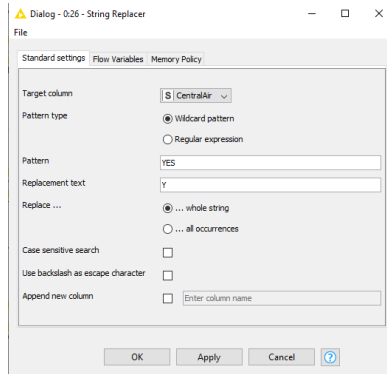 Dialog - 0:26 - String Replacer
File
Standard settings Flow Variables Memory Policy
Target column S CentralAir
Pattern type Wildcard pattern
Regular expression
Pattern YES
Replacement text Y
Replace ... ... whole string
... all occurrences
Case sensitive search
Use backslash as escape character
Append new column Enter column name
OK Apply Cancel ?